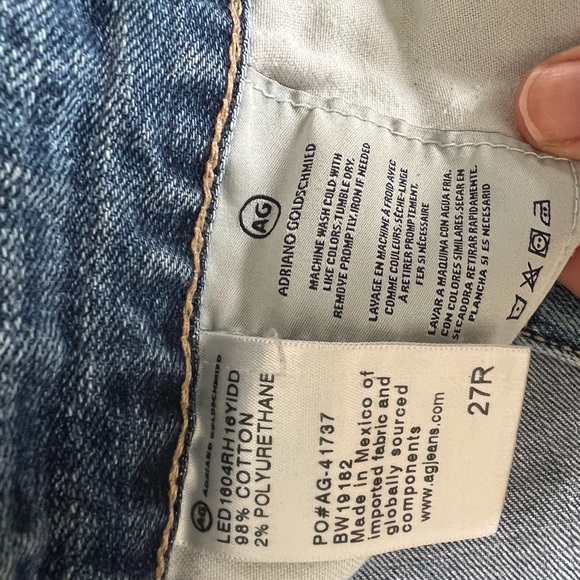 AG
ADRIANO GOLDSCHMIED
MACHINE WASH COLD WITH
LIKE COLORS, TUMBLE DRY.
REMOVE PROMPTLY, IRON IF NEEDED
LAVAGE EN MACHINE À FROID AVEC
COMME COULEURS, SÈCHE-LINGE
À RETIRER PROMPTEMENT,
FER SI NÉCESSAIRE
LAVAR A MAQUINA CON AGUA FRIA.
CON COLORES SIMILARES. SECAR EN
SECADORA RETIRAR RAPIDAMENTE.
PLANCHA SI ES NECESARIO
AG ADRIANO GOLDSCHMIED
LED1604RH16YIDD
98% COTTON
2% POLYURETHANE
PO#AG-41737
BW19182
Made in Mexico of
imported fabric and
globally sourced
components
www.agjeans.com
27R